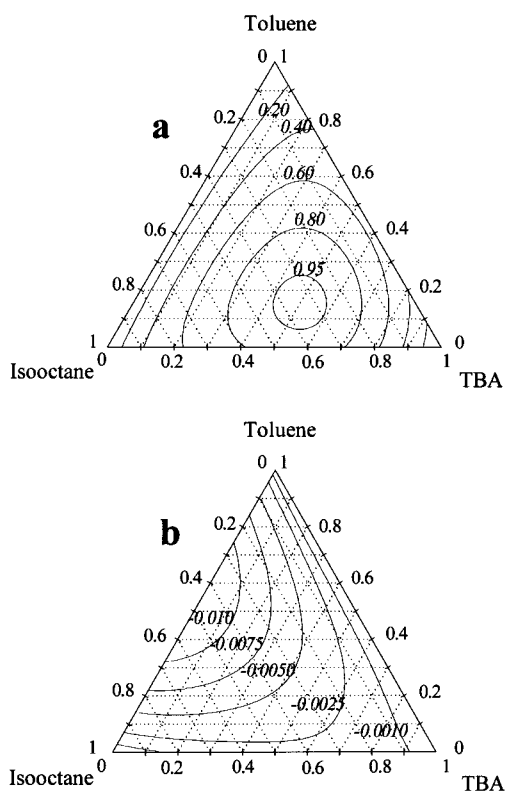 Toluene
0 1
a
0.2 0.20
0.40 0.8
0.4 0.60 0.6
0.6 0.80 0.4
0.8 0.95 0.2
1 0
0.2 0.4 0.6 0.8 1
Isooctane TBA
Toluene
0 1
b
0.2 0.8
0.4 0.6
-0.010
0.6 -0.0075 0.4
-0.0050
0.8 -0.0025 0.2
-0.0010
1 0
0 0.2 0.4 0.6 0.8 1
Isooctane TBA